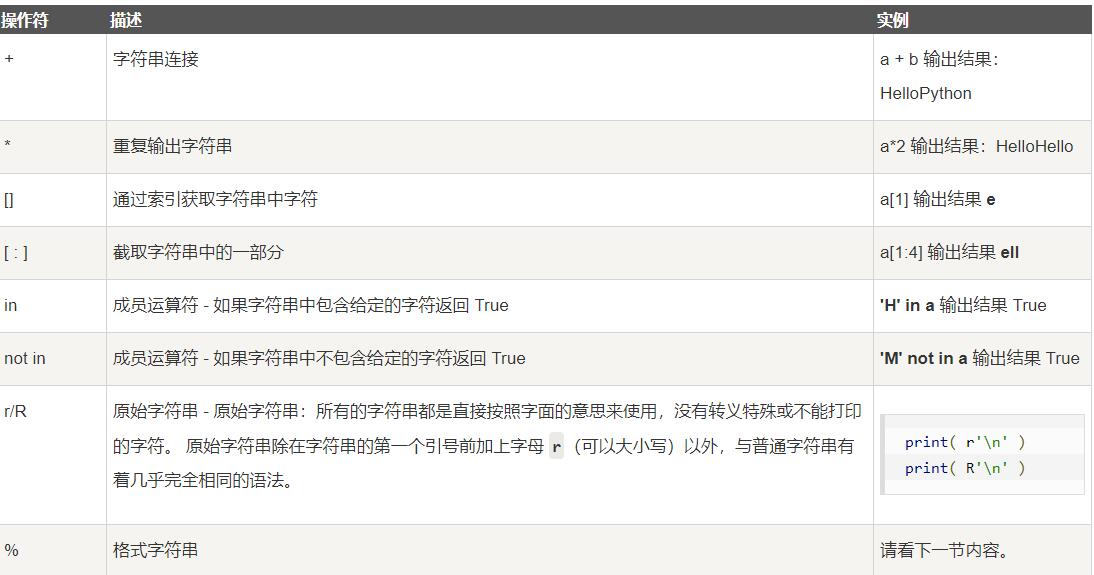 操作符 描述 实例
+ 字符串连接 a + b 输出结果：
HelloPython
* 重复输出字符串 a*2 输出结果：HelloHello
[] 通过索引获取字符串中字符 a[1] 输出结果 e
[ : ] 截取字符串中的一部分 a[1:4] 输出结果 ell
in 成员运算符 - 如果字符串中包含给定的字符返回 True 'H' in a 输出结果 True
not in 成员运算符 - 如果字符串中不包含给定的字符返回 True 'M' not in a 输出结果 True
r/R 原始字符串 - 原始字符串：所有的字符串都是直接按照字面的意思来使用，没有转义特殊或不能打印
的字符。 原始字符串除在字符串的第一个引号前加上字母 r（可以大小写）以外，与普通字符串有
着几乎完全相同的语法。
print( r'\n' )
print( R'\n' )
% 格式字符串 请看下一节内容。